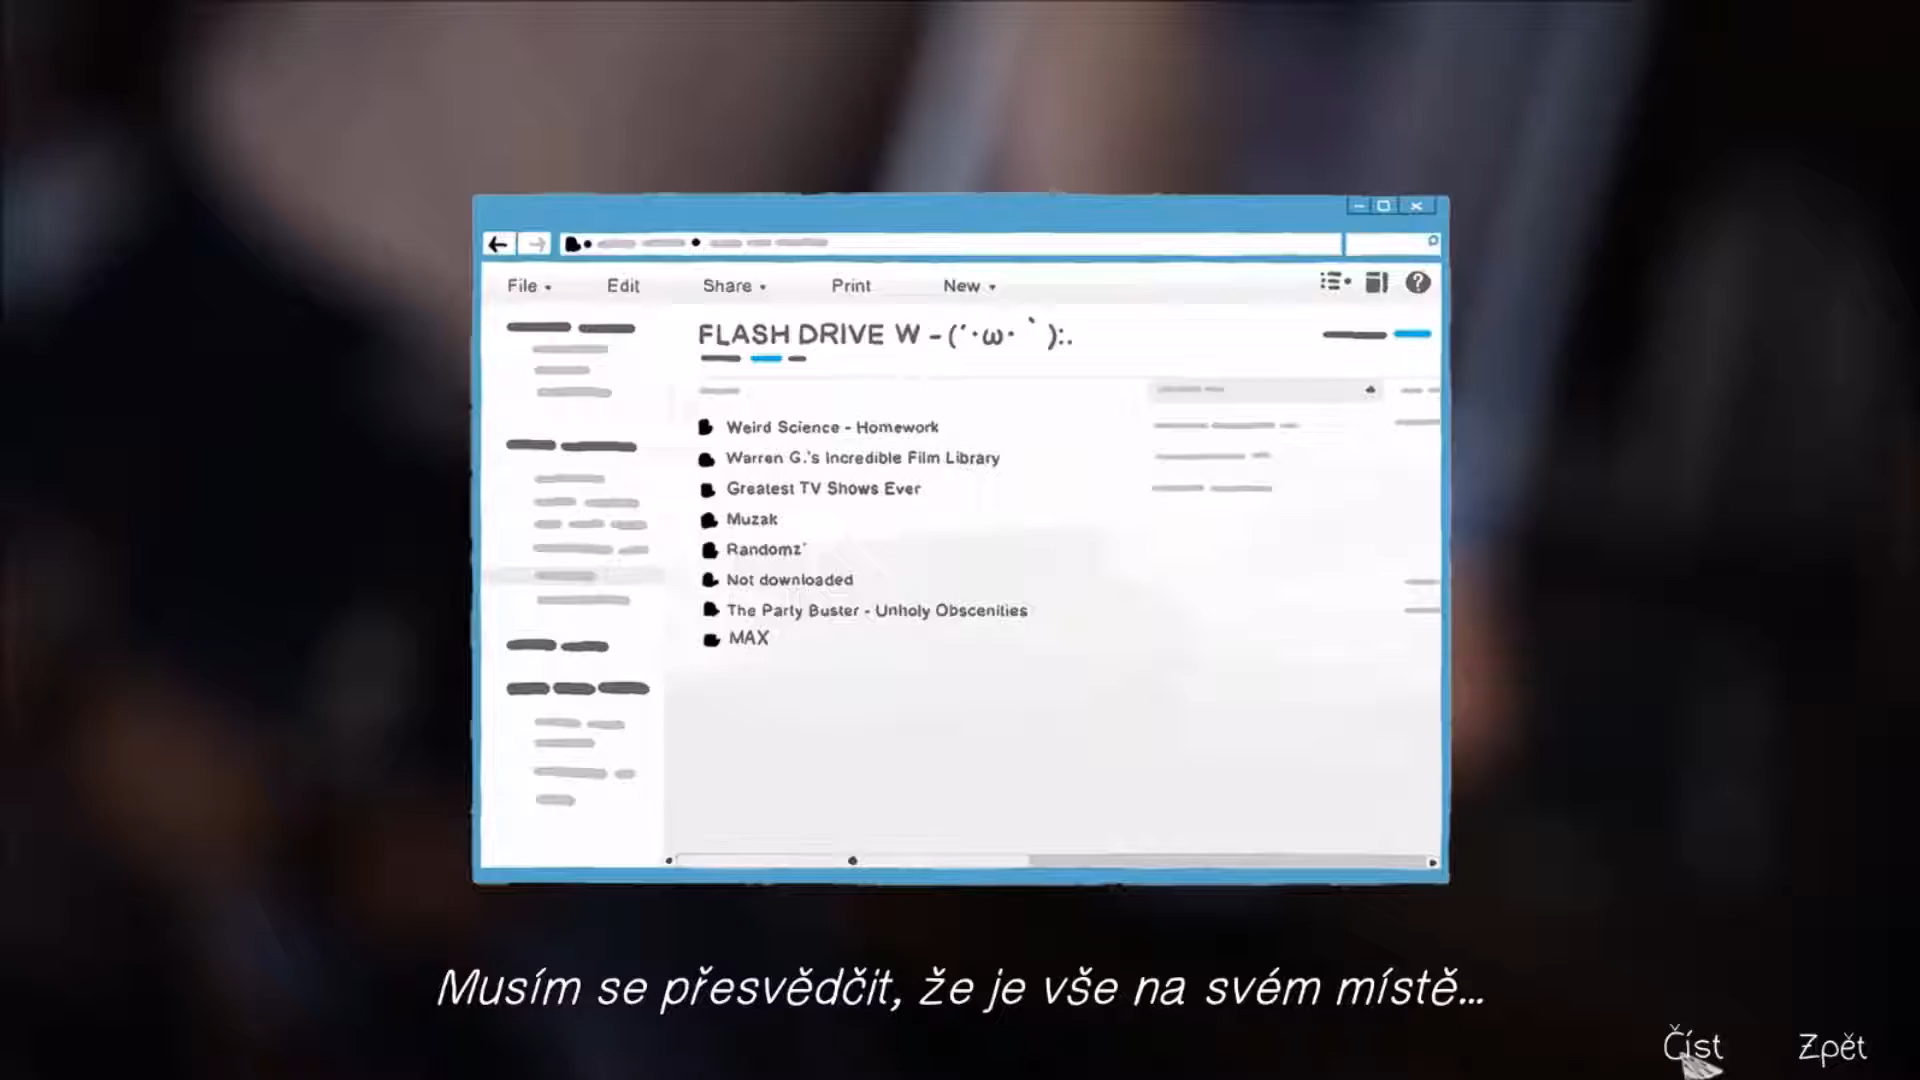 File Edit Share Print New
FLASH DRIVE W - (´・ω・`):.
Weird Science - Homework
Warren G.'s Incredible Film Library
Greatest TV Shows Ever
Muzak
Randomz'
Not downloaded
The Party Buster - Unholy Obscenities
MAX
Musím se přesvědčit, že je vše na svém místě...
Číst Zpět